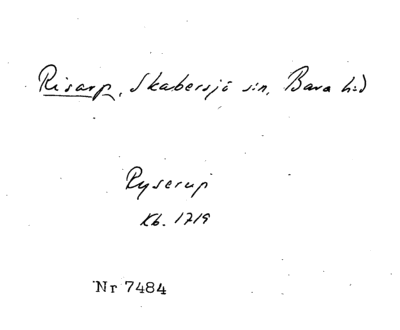 Risarp, Skabersjö sn, Bara hd
Ryserup
Kb. 1719
Nr 7484